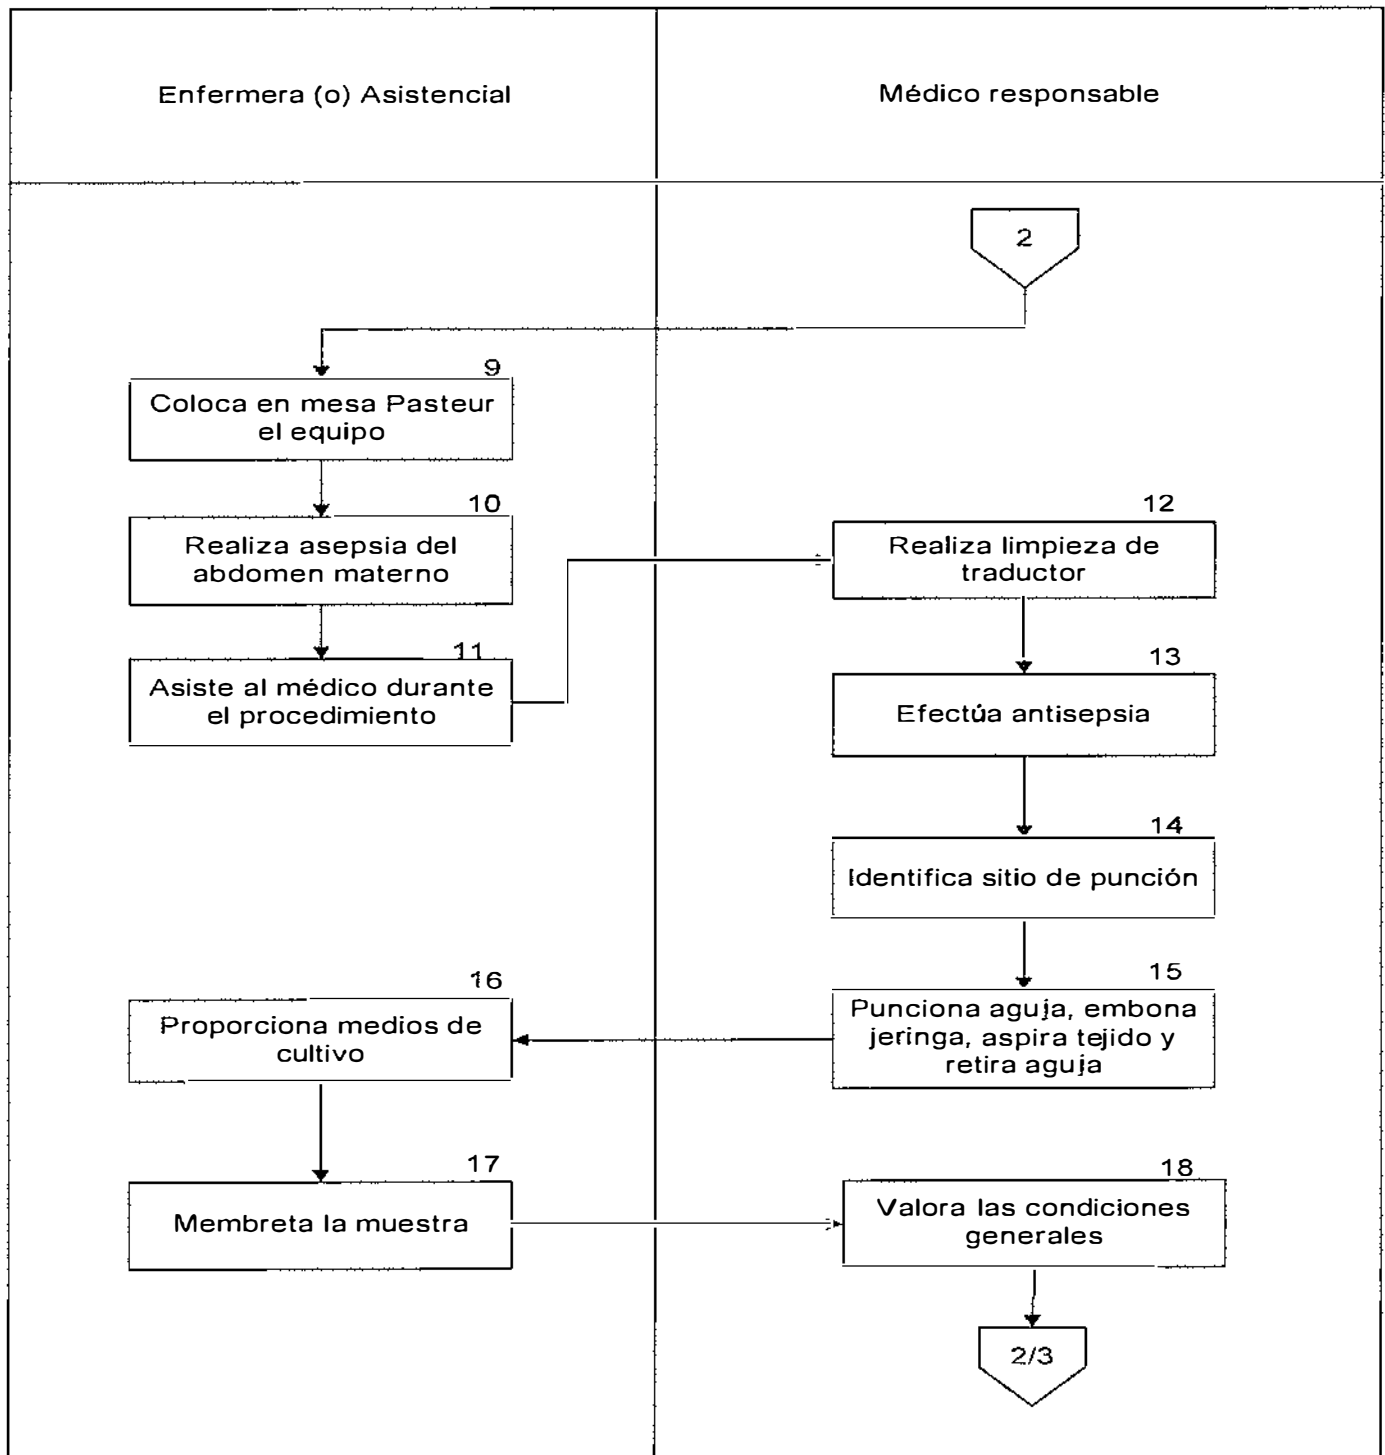 Enfermera (o) Asistencial
Médico responsable
2
9
Coloca en mesa Pasteur
el equipo
10
Realiza asepsia del
abdomen materno
11
Asiste al médico durante
el procedimiento
12
Realiza limpieza de
traductor
13
Efectúa antisepsia
14
Identifica sitio de punción
15
Punciona aguja, embona
jeringa, aspira tejido y
retira aguja
16
Proporciona medios de
cultivo
17
Membreta la muestra
18
Valora las condiciones
generales
2/3